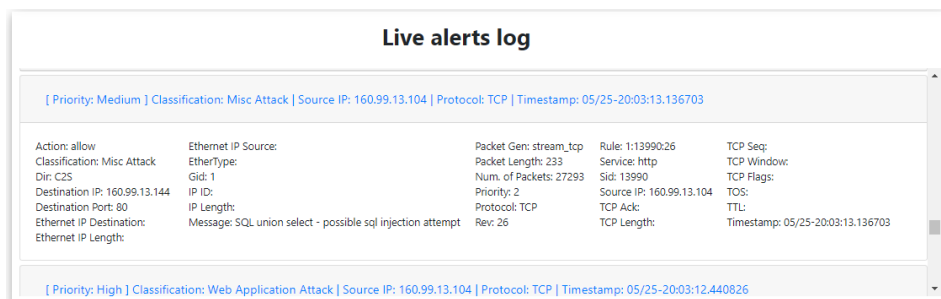 Live alerts log
[ Priority: Medium ] Classification: Misc Attack | Source IP: 160.99.13.104 | Protocol: TCP | Timestamp: 05/25-20:03:13.136703
Action: allow
Classification: Misc Attack
Dir: C2S
Destination IP: 160.99.13.144
Destination Port: 80
Ethernet IP Destination:
Ethernet IP Length:
Ethernet IP Source:
EtherType:
Gid: 1
IP ID:
IP Length:
Message: SQL union select - possible sql injection attempt
Packet Gen: stream_tcp
Packet Length: 233
Num. of Packets: 27293
Priority: 2
Protocol: TCP
Rev: 26
Rule: 1:13990:26
Service: http
Sid: 13990
Source IP: 160.99.13.104
TCP Ack:
TCP Length:
TCP Seq:
TCP Window:
TCP Flags:
TOS:
TTL:
Timestamp: 05/25-20:03:13.136703
[ Priority: High ] Classification: Web Application Attack | Source IP: 160.99.13.104 | Protocol: TCP | Timestamp: 05/25-20:03:12.440826